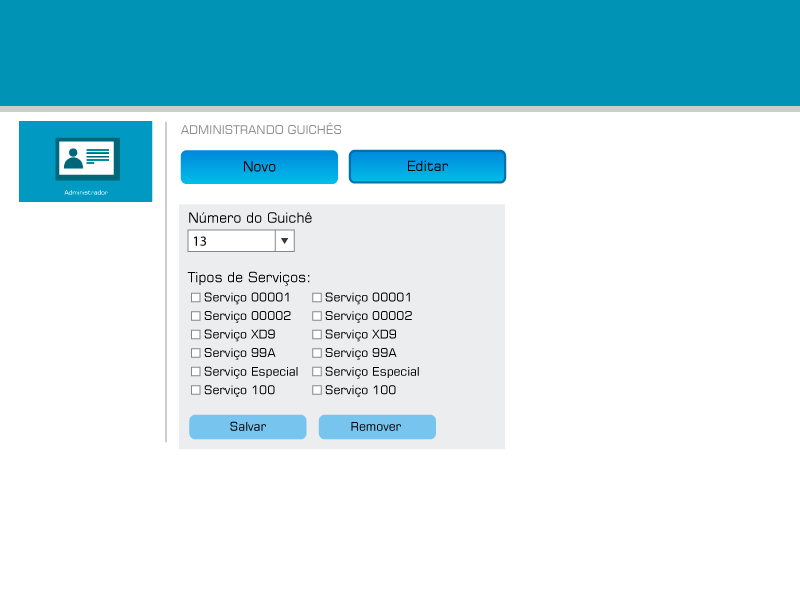 ADMINISTRANDO GUICHÊS
Novo
Editar
Administrador
Número do Guichê
13
Tipos de Serviços:
Serviço 00001 Serviço 00001
Serviço 00002 Serviço 00002
Serviço XD9 Serviço XD9
Serviço 99A Serviço 99A
Serviço Especial Serviço Especial
Serviço 100 Serviço 100
Salvar
Remover